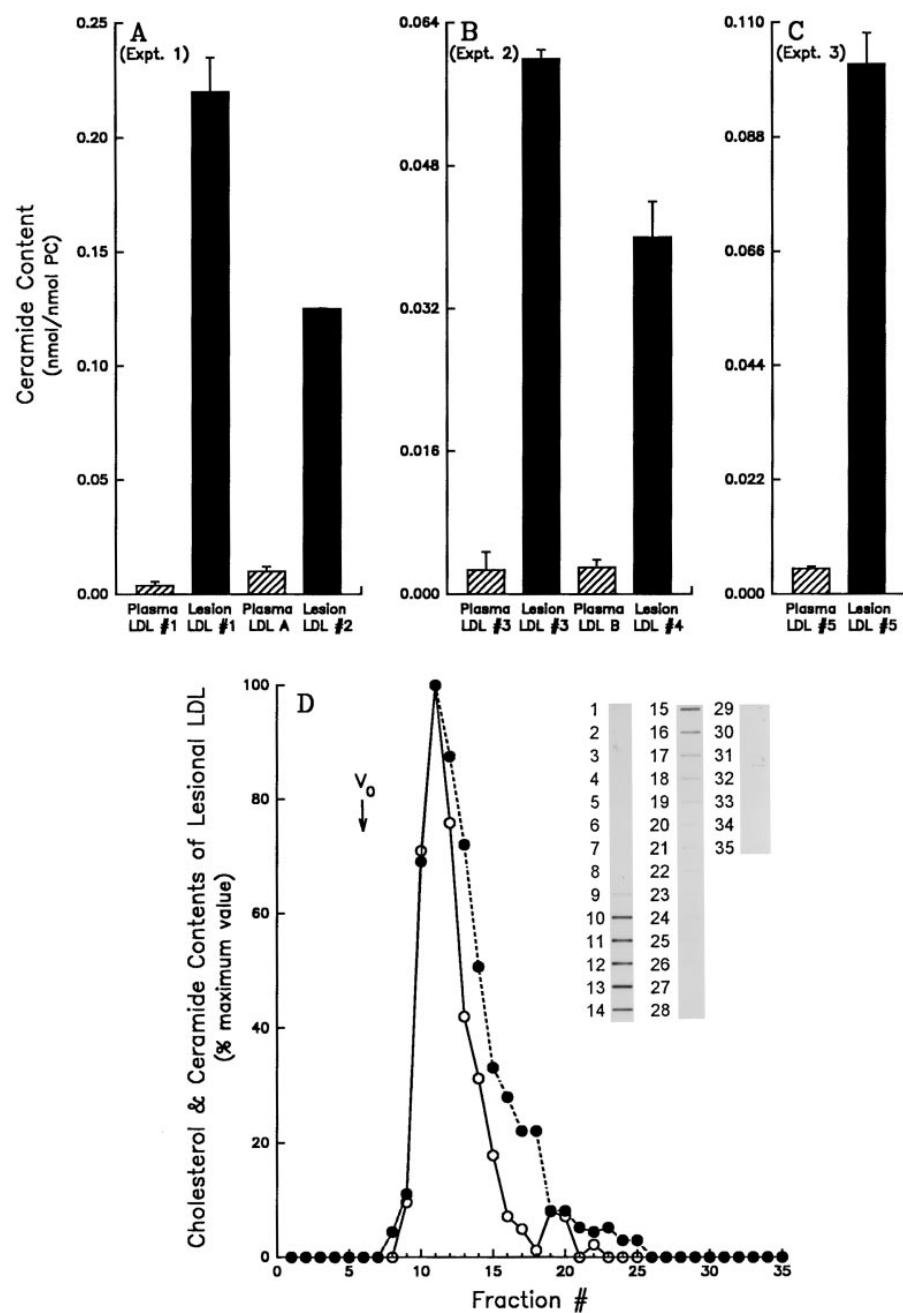 A
(Expt. 1)
0.25
0.20
0.15
0.10
0.05
0.00
Ceramide Content
(nmol/nmol PC)
Plasma LDL #1
Lesion LDL #1
Plasma LDL A
Lesion LDL #2
B
(Expt. 2)
0.064
0.048
0.032
0.016
0.000
Plasma LDL #3
Lesion LDL #3
Plasma LDL B
Lesion LDL #4
C
(Expt. 3)
0.110
0.088
0.066
0.044
0.022
0.000
Plasma LDL #5
Lesion LDL #5
D
Cholesterol & Ceramide Contents of Lesional LDL
(% maximum value)
100
80
60
40
20
0
V0
0 5 10 15 20 25 30 35
Fraction #
1 15 29
2 16 30
3 17 31
4 18 32
5 19 33
6 20 34
7 21 35
8 22
9 23
10 24
11 25
12 26
13 27
14 28